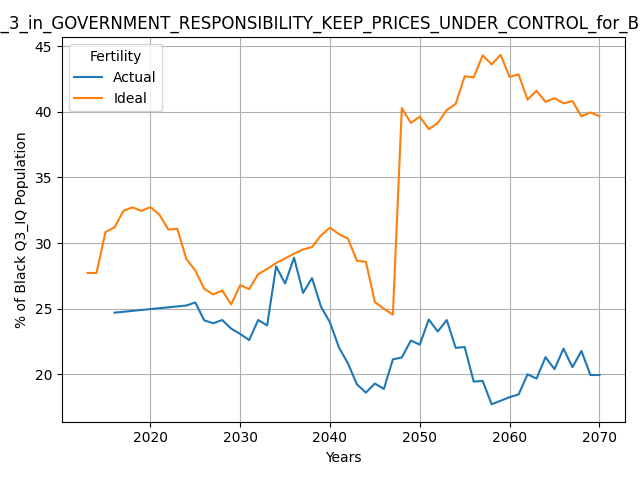 _3_in_GOVERNMENT_RESPONSIBILITY_KEEP_PRICES_UNDER_CONTROL_for_B
Fertility
Actual
Ideal
45
40
35
30
25
20
% of Black Q3_IQ Population
2020
2030
2040
2050
2060
2070
Years